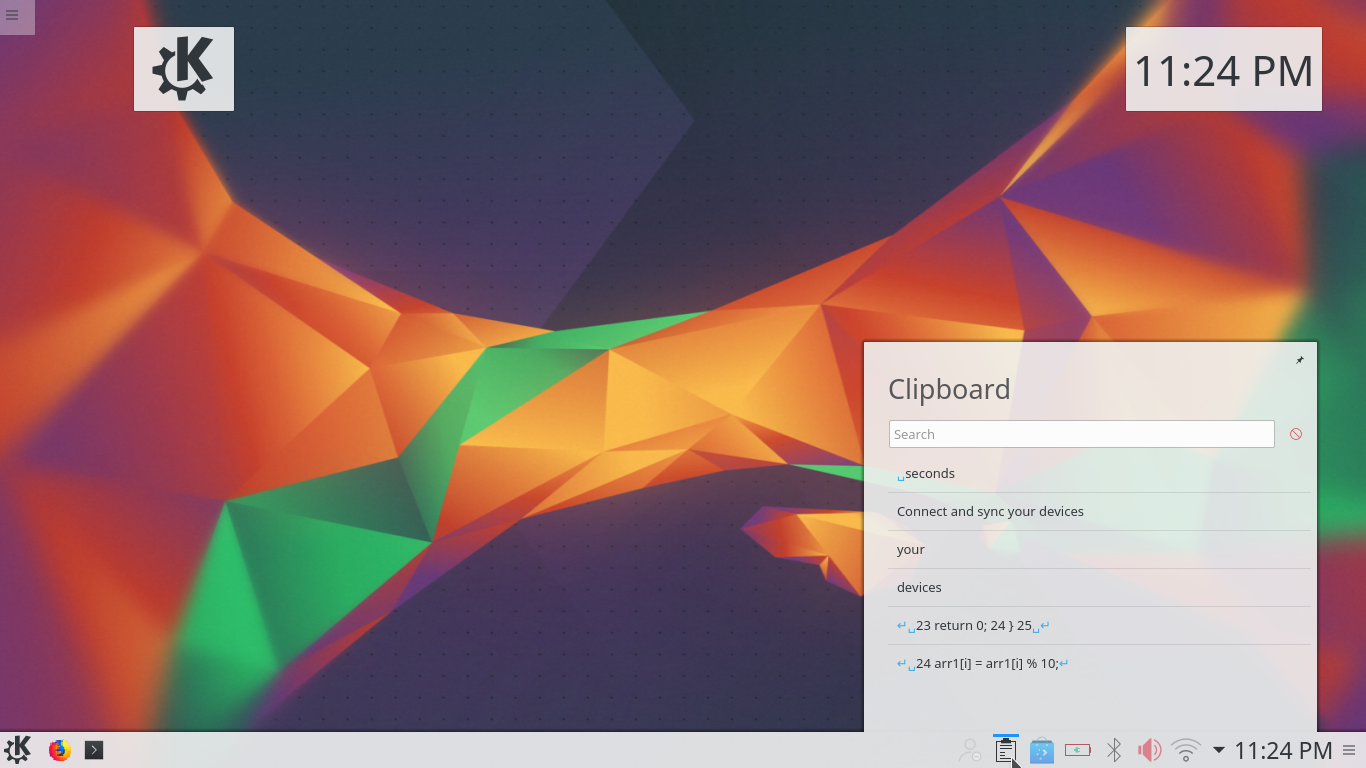 11:24 PM
Clipboard
Search
␣seconds
Connect and sync your devices
your
devices
↵␣23 return 0; 24 } 25␣↵
↵␣24 arr1[i] = arr1[i] % 10;↵
11:24 PM